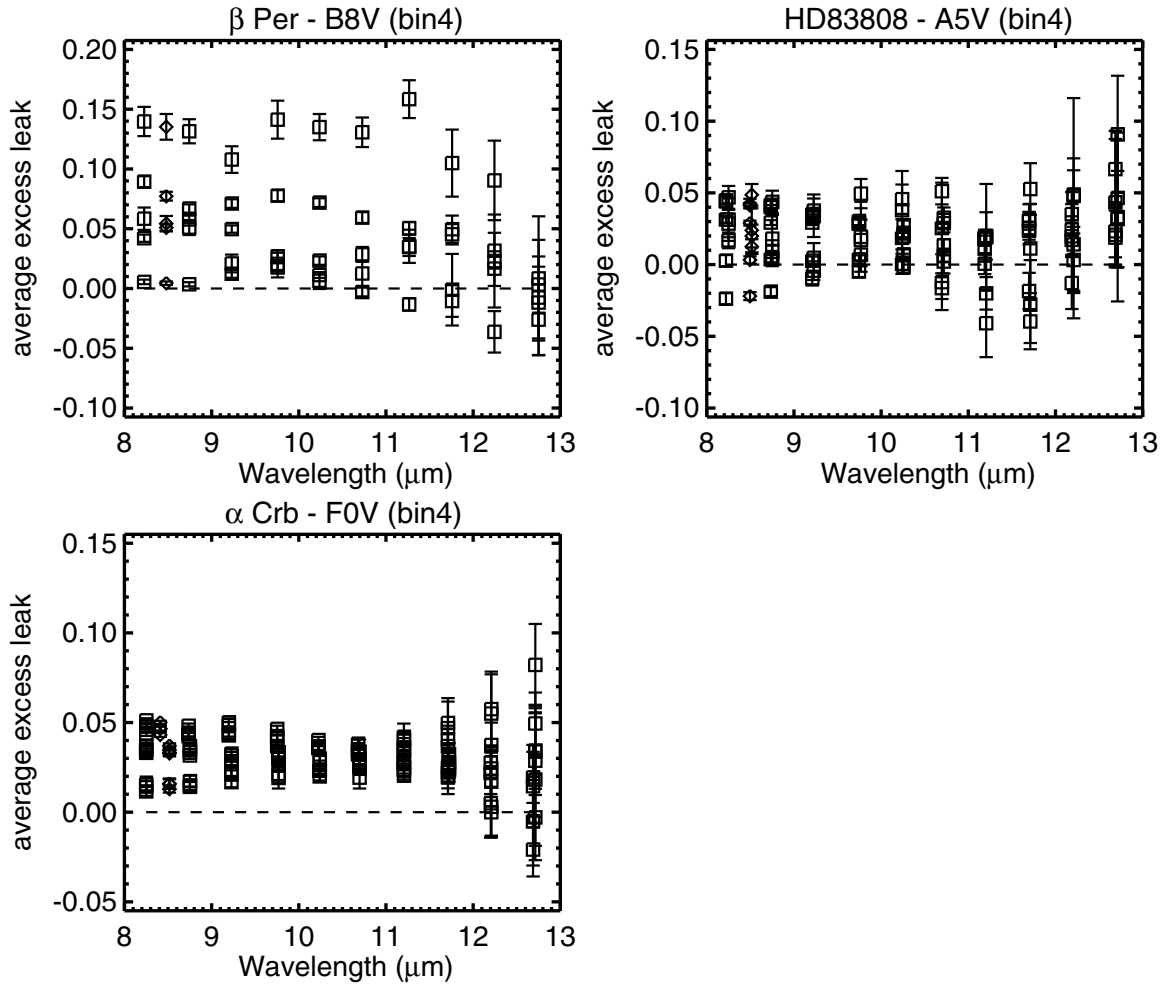 β Per - B8V (bin4)
average excess leak
0.20
0.15
0.10
0.05
0.00
-0.05
-0.10
8 9 10 11 12 13
Wavelength (μm)
HD83808 - A5V (bin4)
average excess leak
0.15
0.10
0.05
0.00
-0.05
-0.10
8 9 10 11 12 13
Wavelength (μm)
α Crb - F0V (bin4)
average excess leak
0.15
0.10
0.05
0.00
-0.05
8 9 10 11 12 13
Wavelength (μm)